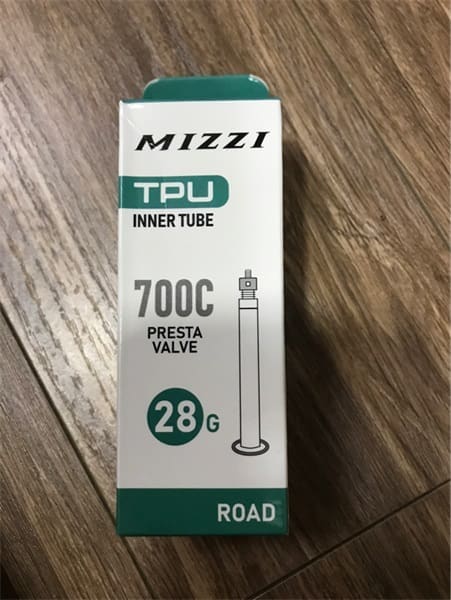 MIZZI
TPU
INNER TUBE
700C
PRESTA
VALVE
28G
ROAD